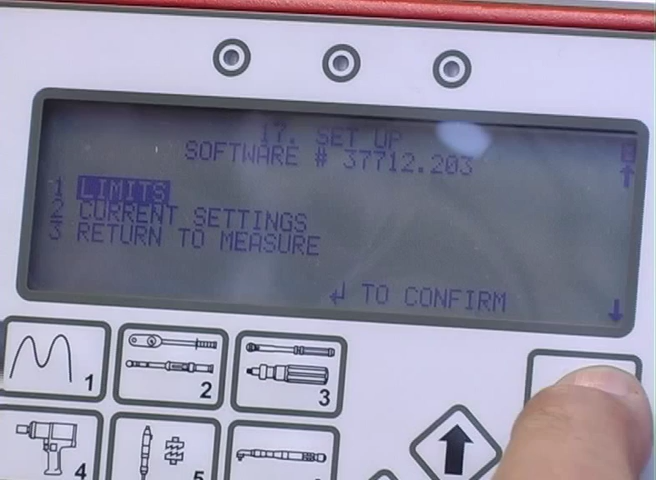 17. SET UP
SOFTWARE # 37712.203
1 LIMITS
2 CURRENT SETTINGS
3 RETURN TO MEASURE
↵ TO CONFIRM
1
2
3
4
5